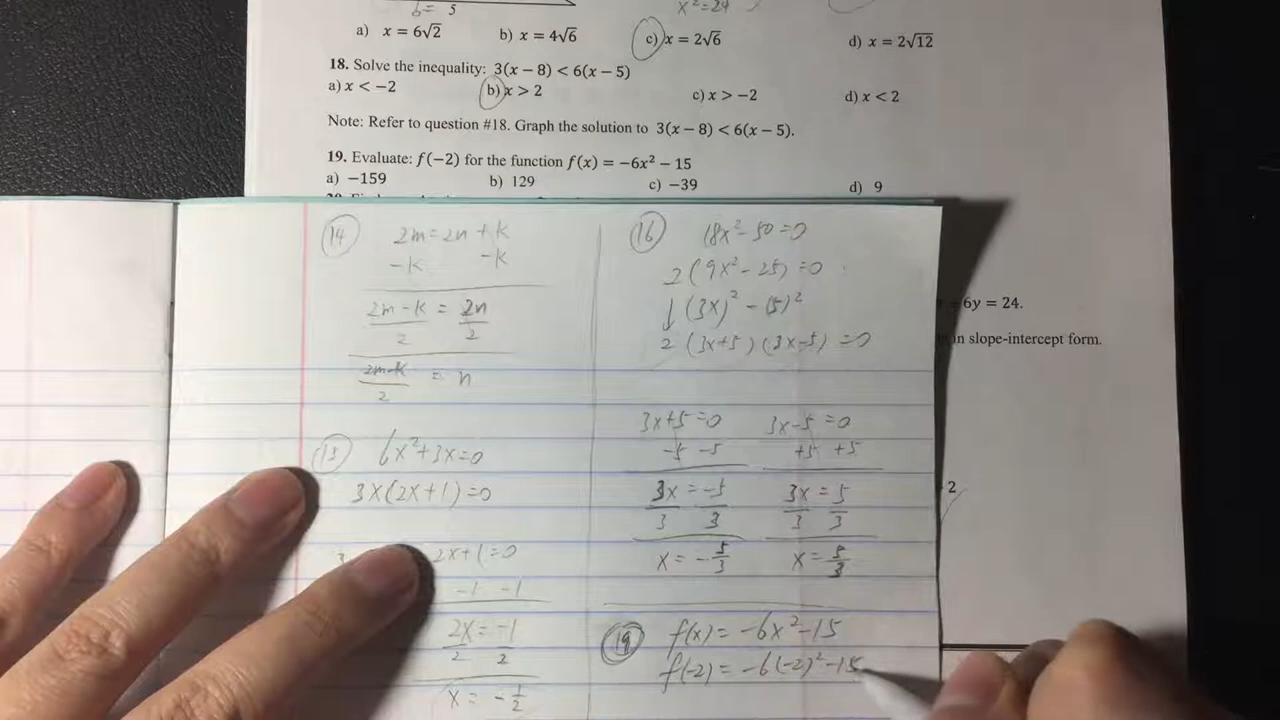 b= 5
x²=24
a) x = 6√2 b) x = 4√6 c) x = 2√6 d) x = 2√12
18. Solve the inequality: 3(x − 8) < 6(x − 5)
a) x < −2 b) x > 2 c) x > −2 d) x < 2
Note: Refer to question #18. Graph the solution to 3(x − 8) < 6(x − 5).
19. Evaluate: f(−2) for the function f(x) = −6x² − 15
a) −159 b) 129 c) −39 d) 9
6y = 24.
in slope-intercept form.
2
14 2m = 2n + k
-k -k
2m-k = 2n
2 2
2m-k = n
2
15 6x²+3x=0
3x(2x+1)=0
2x+1=0
-1 -1
2x = -1
2 2
x = -1/2
16 18x²-50=0
2(9x²-25)=0
(3x)²-(5)²
2(3x+5)(3x-5)=0
3x+5=0 3x-5=0
-5 -5 +5 +5
3x = -5 3x = 5
3 3 3 3
x = -5/3 x = 5/3
19 f(x) = -6x²-15
f(-2) = -6(-2)²-15